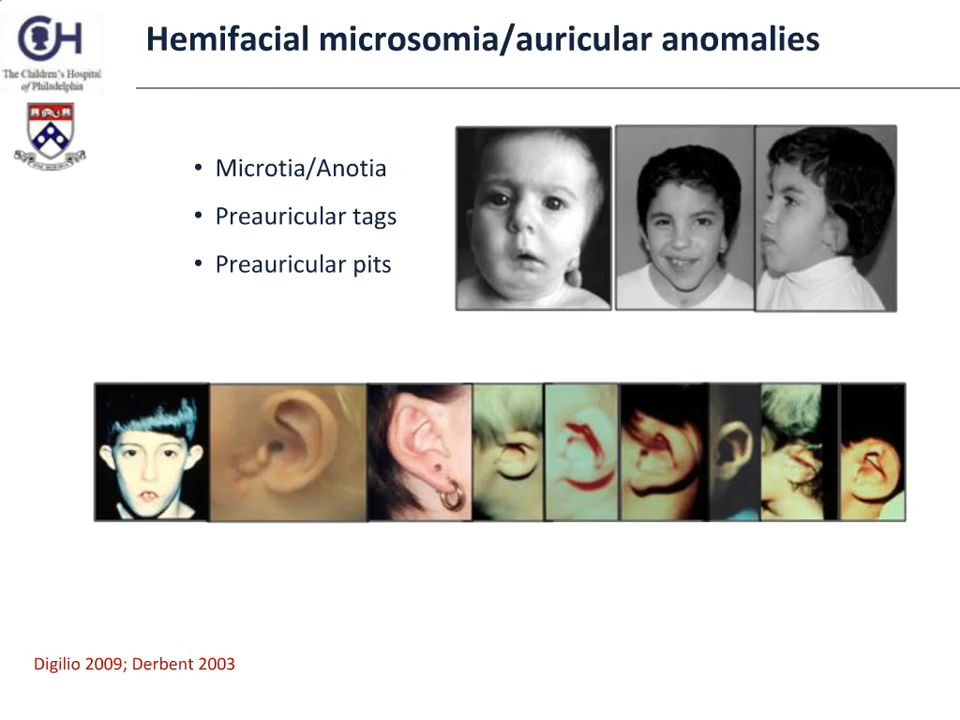 Hemifacial microsomia/auricular anomalies
The Children's Hospital
of Philadelphia
• Microtia/Anotia
• Preauricular tags
• Preauricular pits
Digilio 2009; Derbent 2003